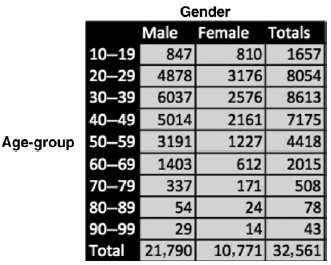 Gender
Male Female Totals
10—19 847 810 1657
20—29 4878 3176 8054
30—39 6037 2576 8613
40—49 5014 2161 7175
Age-group 50—59 3191 1227 4418
60—69 1403 612 2015
70—79 337 171 508
80—89 54 24 78
90—99 29 14 43
Total 21,790 10,771 32,561